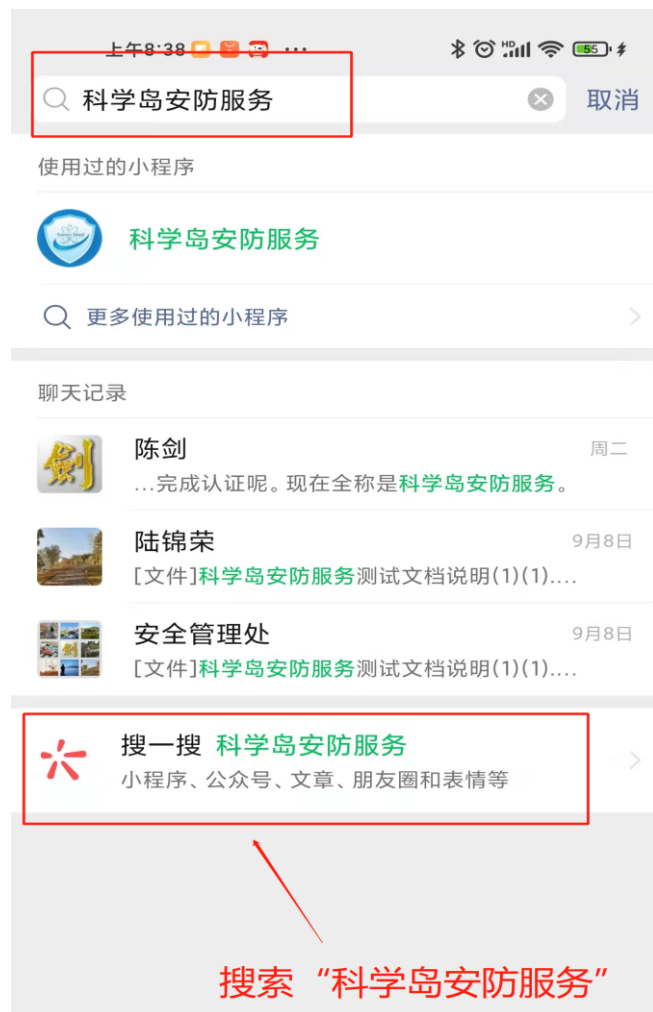 上午8:38
HD
55
科学岛安防服务
取消
使用过的小程序
科学岛安防服务
更多使用过的小程序
聊天记录
陈剑
周二
...完成认证呢。现在全称是科学岛安防服务。
陆锦荣
9月8日
[文件]科学岛安防服务测试文档说明(1)(1)....
安全管理处
9月8日
[文件]科学岛安防服务测试文档说明(1)(1)....
搜一搜 科学岛安防服务
小程序、公众号、文章、朋友圈和表情等
搜索“科学岛安防服务”